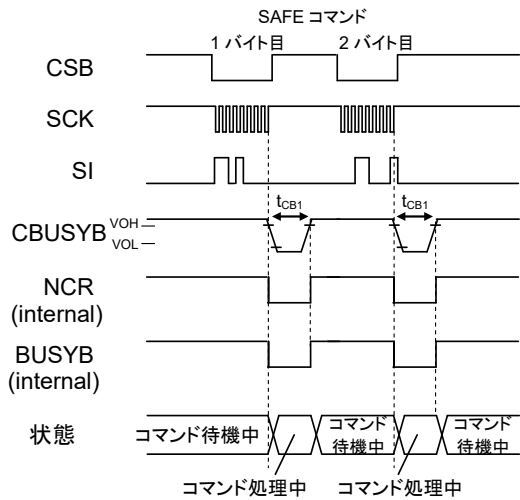 SAFE コマンド
1 バイト目 2 バイト目
CSB
SCK
SI
tCB1 tCB1
CBUSYB VOH VOL
NCR
(internal)
BUSYB
(internal)
状態 コマンド待機中 コマンド待機中 コマンド待機中
コマンド処理中 コマンド処理中